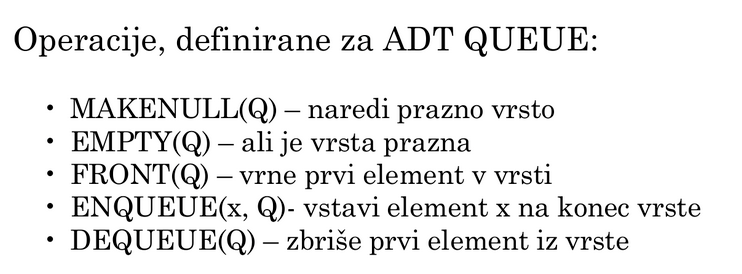 Operacije, definirane za ADT QUEUE:
• MAKENULL(Q) – naredi prazno vrsto
• EMPTY(Q) – ali je vrsta prazna
• FRONT(Q) – vrne prvi element v vrsti
• ENQUEUE(x, Q)- vstavi element x na konec vrste
• DEQUEUE(Q) – zbriše prvi element iz vrste